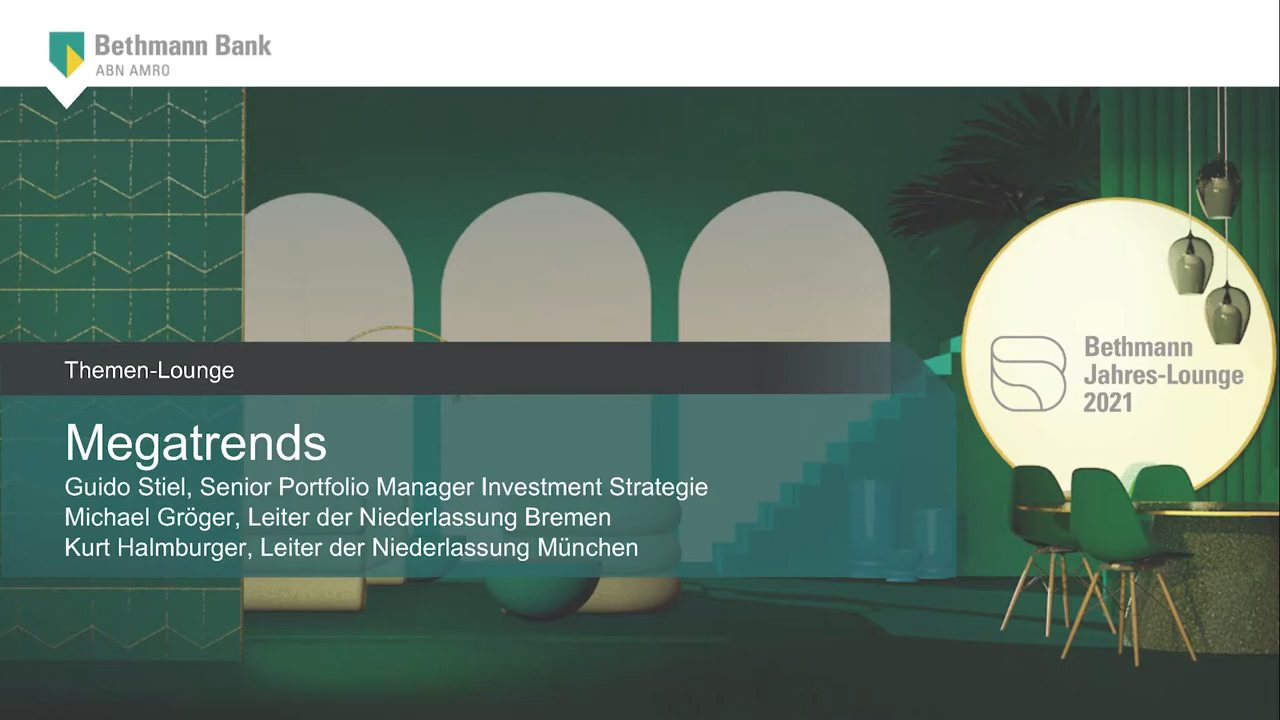 Bethmann Bank
ABN AMRO
Themen-Lounge
Megatrends
Guido Stiel, Senior Portfolio Manager Investment Strategie
Michael Gröger, Leiter der Niederlassung Bremen
Kurt Halmburger, Leiter der Niederlassung München
Bethmann
Jahres-Lounge
2021